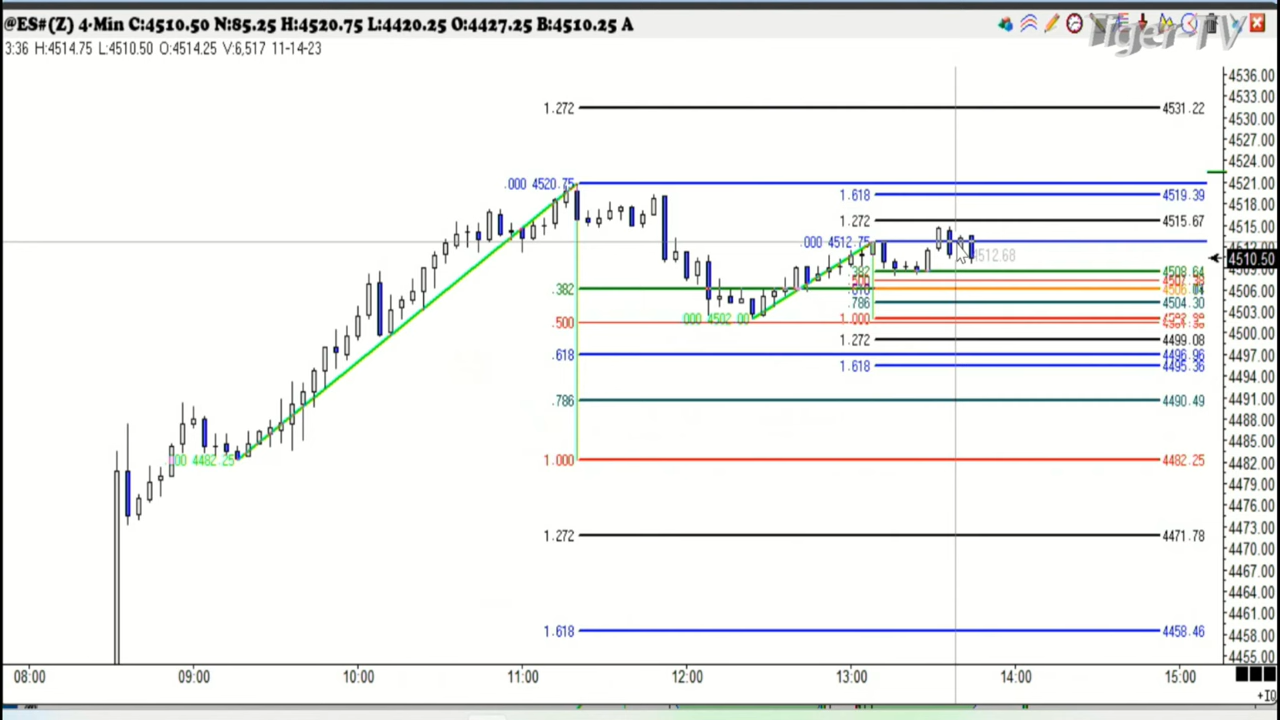 @ES#(Z) 4-Min C:4510.50 N:85.25 H:4520.75 L:4420.25 O:4427.25 B:4510.25 A
Tiger TV
3:36 H:4514.75 L:4510.50 O:4514.25 V:6,517 11-14-23
4536.00
1.272 4531.22 4533.00
4530.00
4527.00
4524.00
.000 4520.75 4521.00
1.618 4519.39 4518.00
1.272 4515.67 4515.00
.000 4512.75
4512.68
4510.50
.382 4508.64
4506.00
.382 .786 4504.30
4503.00
.000 4502.00 1.000
.500
4500.00
1.272 4499.08
.618 4496.96 4497.00
1.618 4495.36
4494.00
.786 4490.49 4491.00
4488.00
4485.00
4482.25 1.000 4482.25 4482.00
4479.00
4476.00
4473.00
1.272 4471.78
4470.00
4467.00
4464.00
4461.00
1.618 4458.46 4458.00
4455.00
08:00 09:00 10:00 11:00 12:00 13:00 14:00 15:00